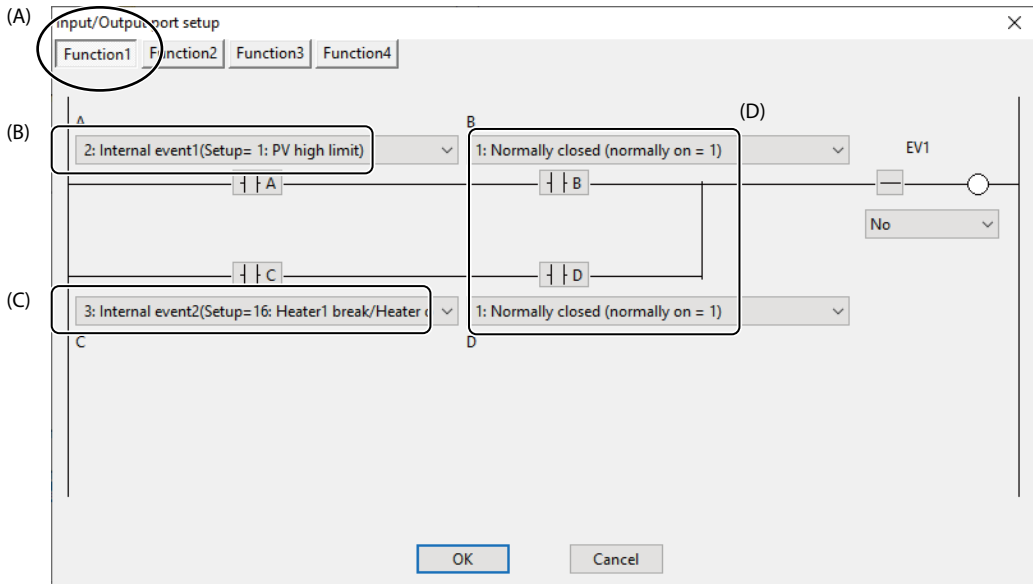 (A)
Input/Output port setup
Function1 Function2 Function3 Function4
A B (D)
(B)
2: Internal event1(Setup= 1: PV high limit) 1: Normally closed (normally on = 1) EV1
A B
No
C D
(C)
3: Internal event2(Setup=16: Heater1 break/Heater 1: Normally closed (normally on = 1)
C D
OK Cancel